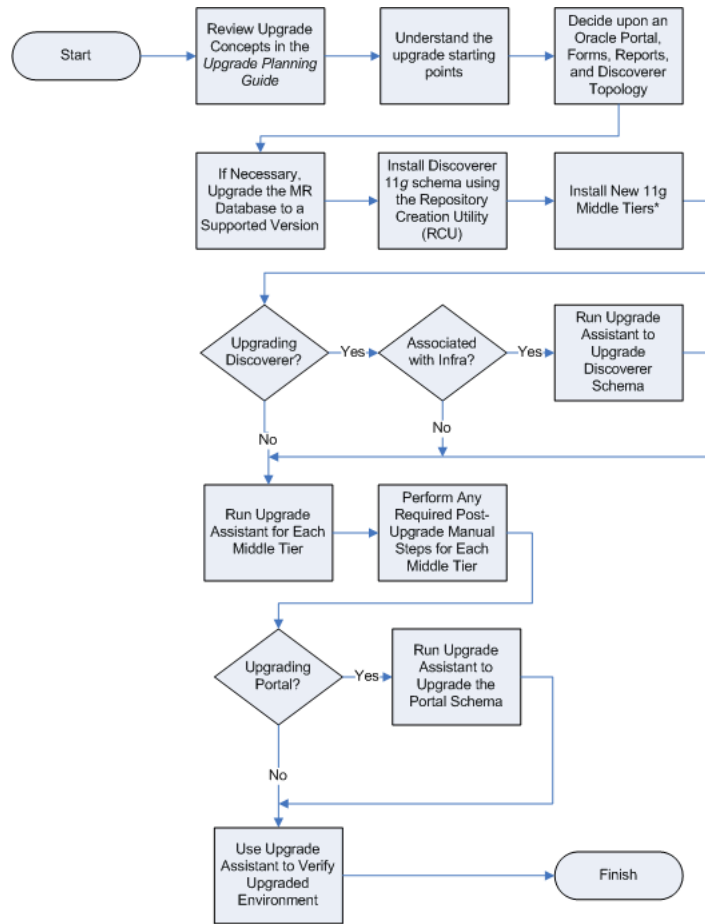 Start
Review Upgrade
Concepts in the
Upgrade Planning
Guide
Understand the
upgrade starting
points
Decide upon an
Oracle Portal,
Forms, Reports,
and Discoverer
Topology
If Necessary,
Upgrade the MR
Database to a
Supported Version
Install Discoverer
11g schema using
the Repository
Creation Utility
(RCU)
Install New 11g
Middle Tiers*
Upgrading
Discoverer?
Yes
Associated
with Infra?
Yes
Run Upgrade
Assistant to
Upgrade
Discoverer
Schema
No
No
Run Upgrade
Assistant for Each
Middle Tier
Perform Any
Required Post-
Upgrade Manual
Steps for Each
Middle Tier
Upgrading
Portal?
Yes
Run Upgrade
Assistant to
Upgrade the
Portal Schema
No
Use Upgrade
Assistant to Verify
Upgraded
Environment
Finish